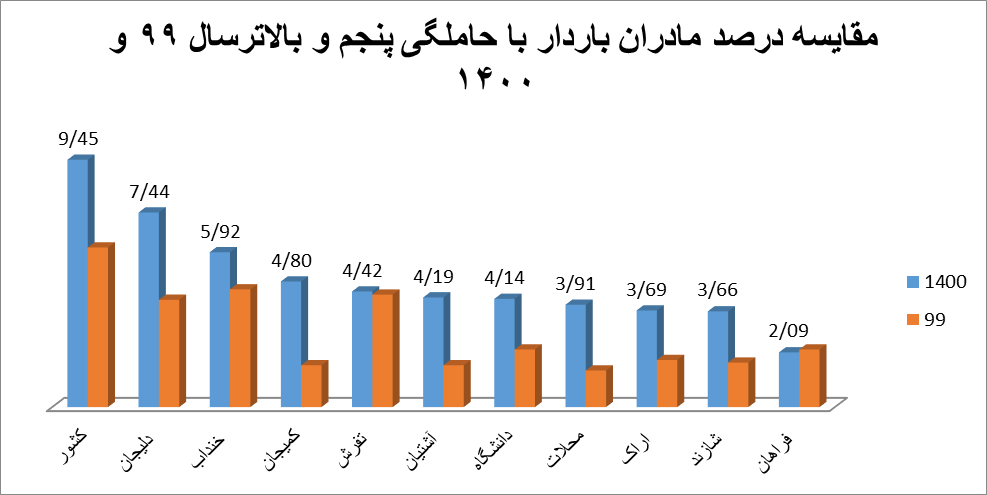 مقایسه درصد مادران باردار با حاملگی پنجم و بالاترسال ۹۹ و
۱۴۰۰
9/45
7/44
5/92
4/80
4/42
4/19
4/14
3/91
3/69
3/66
2/09
1400
99
کشور
دلیجان
خنداب
کمیجان
تفرش
آشتیان
دانشگاه
محلات
اراک
شازند
فراهان